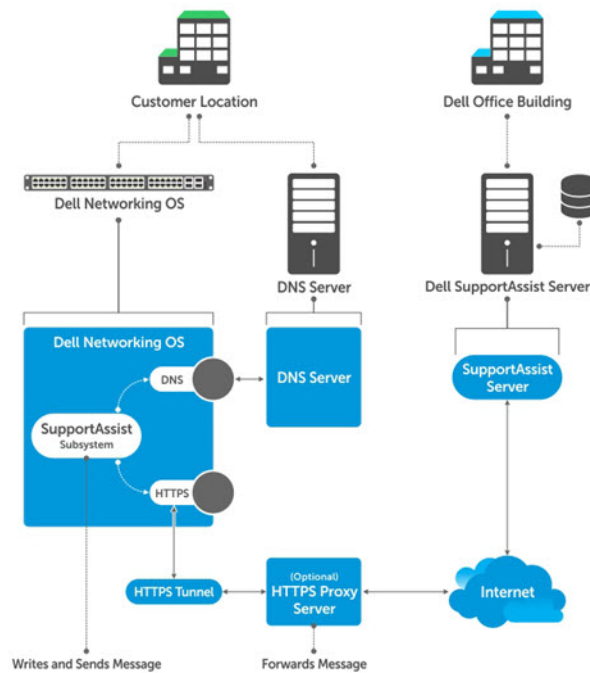 Customer Location
Dell Office Building
Dell Networking OS
DNS Server
Dell SupportAssist Server
Dell Networking OS
DNS
DNS Server
SupportAssist
Server
SupportAssist
Subsystem
HTTPS
HTTPS Tunnel
(Optional)
HTTPS Proxy
Server
Internet
Writes and Sends Message
Forwards Message